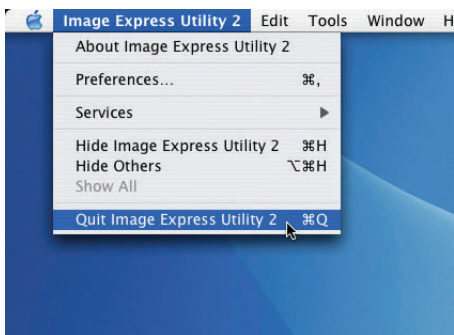 Image Express Utility 2 Edit Tools Window H
About Image Express Utility 2
Preferences... ⌘,
Services ▶
Hide Image Express Utility 2 ⌘H
Hide Others ⌥⌘H
Show All
Quit Image Express Utility 2 ⌘Q